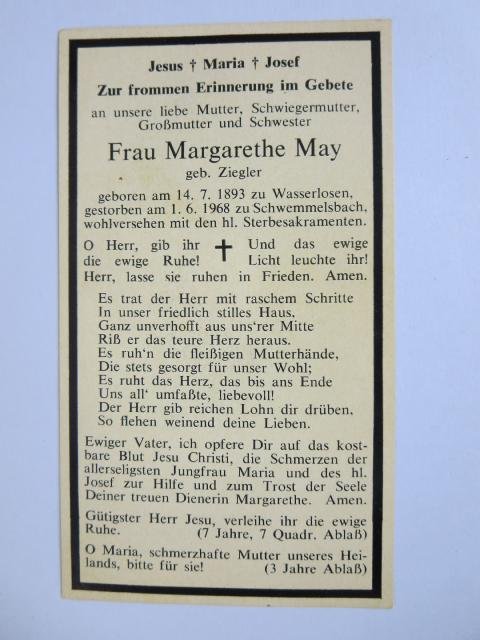 Jesus † Maria † Josef
Zur frommen Erinnerung im Gebete
an unsere liebe Mutter, Schwiegermutter,
Großmutter und Schwester
Frau Margarethe May
geb. Ziegler
geboren am 14. 7. 1893 zu Wasserlosen,
gestorben am 1. 6. 1968 zu Schwemmelsbach,
wohlversehen mit den hl. Sterbesakramenten.
O Herr, gib ihr † Und das ewige
die ewige Ruhe! Licht leuchte ihr!
Herr, lasse sie ruhen in Frieden. Amen.
Es trat der Herr mit raschem Schritte
In unser friedlich stilles Haus,
Ganz unverhofft aus uns'rer Mitte
Riß er das teure Herz heraus.
Es ruh'n die fleißigen Mutterhände,
Die stets gesorgt für unser Wohl;
Es ruht das Herz, das bis ans Ende
Uns all' umfaßte, liebevoll!
Der Herr gib reichen Lohn dir drüben,
So flehen weinend deine Lieben.
Ewiger Vater, ich opfere Dir auf das kost-
bare Blut Jesu Christi, die Schmerzen der
allerseligsten Jungfrau Maria und des hl.
Josef zur Hilfe und zum Trost der Seele
Deiner treuen Dienerin Margarethe. Amen.
Gütigster Herr Jesu, verleihe ihr die ewige
Ruhe. (7 Jahre, 7 Quadr. Ablaß)
O Maria, schmerzhafte Mutter unseres Hei-
lands, bitte für sie! (3 Jahre Ablaß)